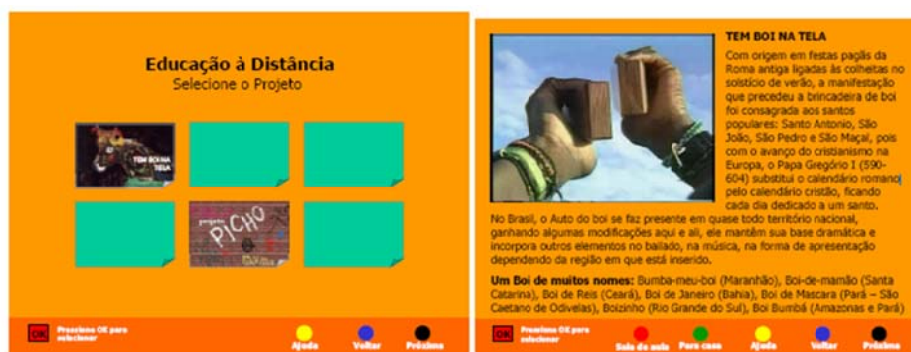 Educação à Distância
Selecione o Projeto
TEM BOI NA
TELA
projeto
PICHO
OK
Pressione OK para
selecionar
Ajuda
Voltar
Próximo
TEM BOI NA TELA
Com origem em festas pagãs da
Roma antiga ligadas às colheitas no
solstício de verão, a manifestação
que precedeu a brincadeira de boi
foi consagrada aos santos
populares: Santo Antonio, São
João, São Pedro e São Maçal, pois
com o avanço do cristianismo na
Europa, o Papa Gregório I (590-
604) substitui o calendário romano
pelo calendário cristão, ficando
cada dia dedicado a um santo.
No Brasil, o Auto do boi se faz presente em quase todo território nacional,
ganhando algumas modificações aqui e ali, ele mantêm sua base dramática e
incorpora outros elementos no bailado, na música, na forma de apresentação
dependendo da região em que está inserido.
Um Boi de muitos nomes: Bumba-meu-boi (Maranhão), Boi-de-mamão (Santa
Catarina), Boi de Reis (Ceará), Boi de Janeiro (Bahia), Boi de Mascara (Pará – São
Caetano de Odivelas), Boizinho (Rio Grande do Sul), Boi Bumbá (Amazonas e Pará)
OK
Pressione OK para
selecionar
Sala de aula
Para casa
Ajuda
Voltar
Próximo